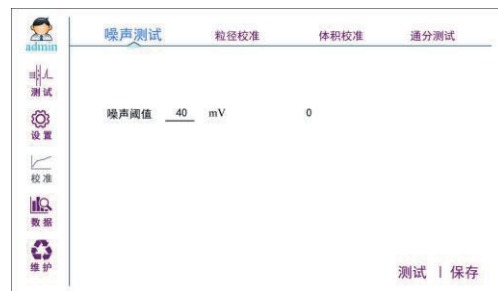 admin
噪声测试 粒径校准 体积校准 通分测试
测试
噪声阈值 40 mV 0
设置
校准
数据
维护
测试 | 保存